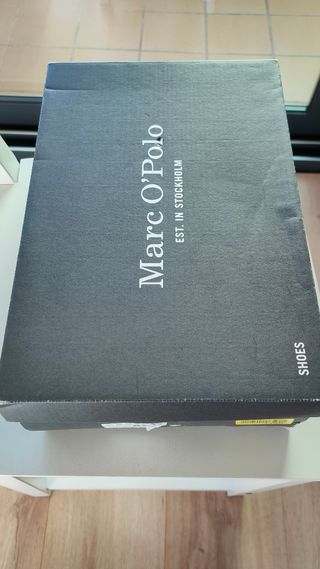 Marc O'Polo
EST. IN STOCKHOLM
SHOES